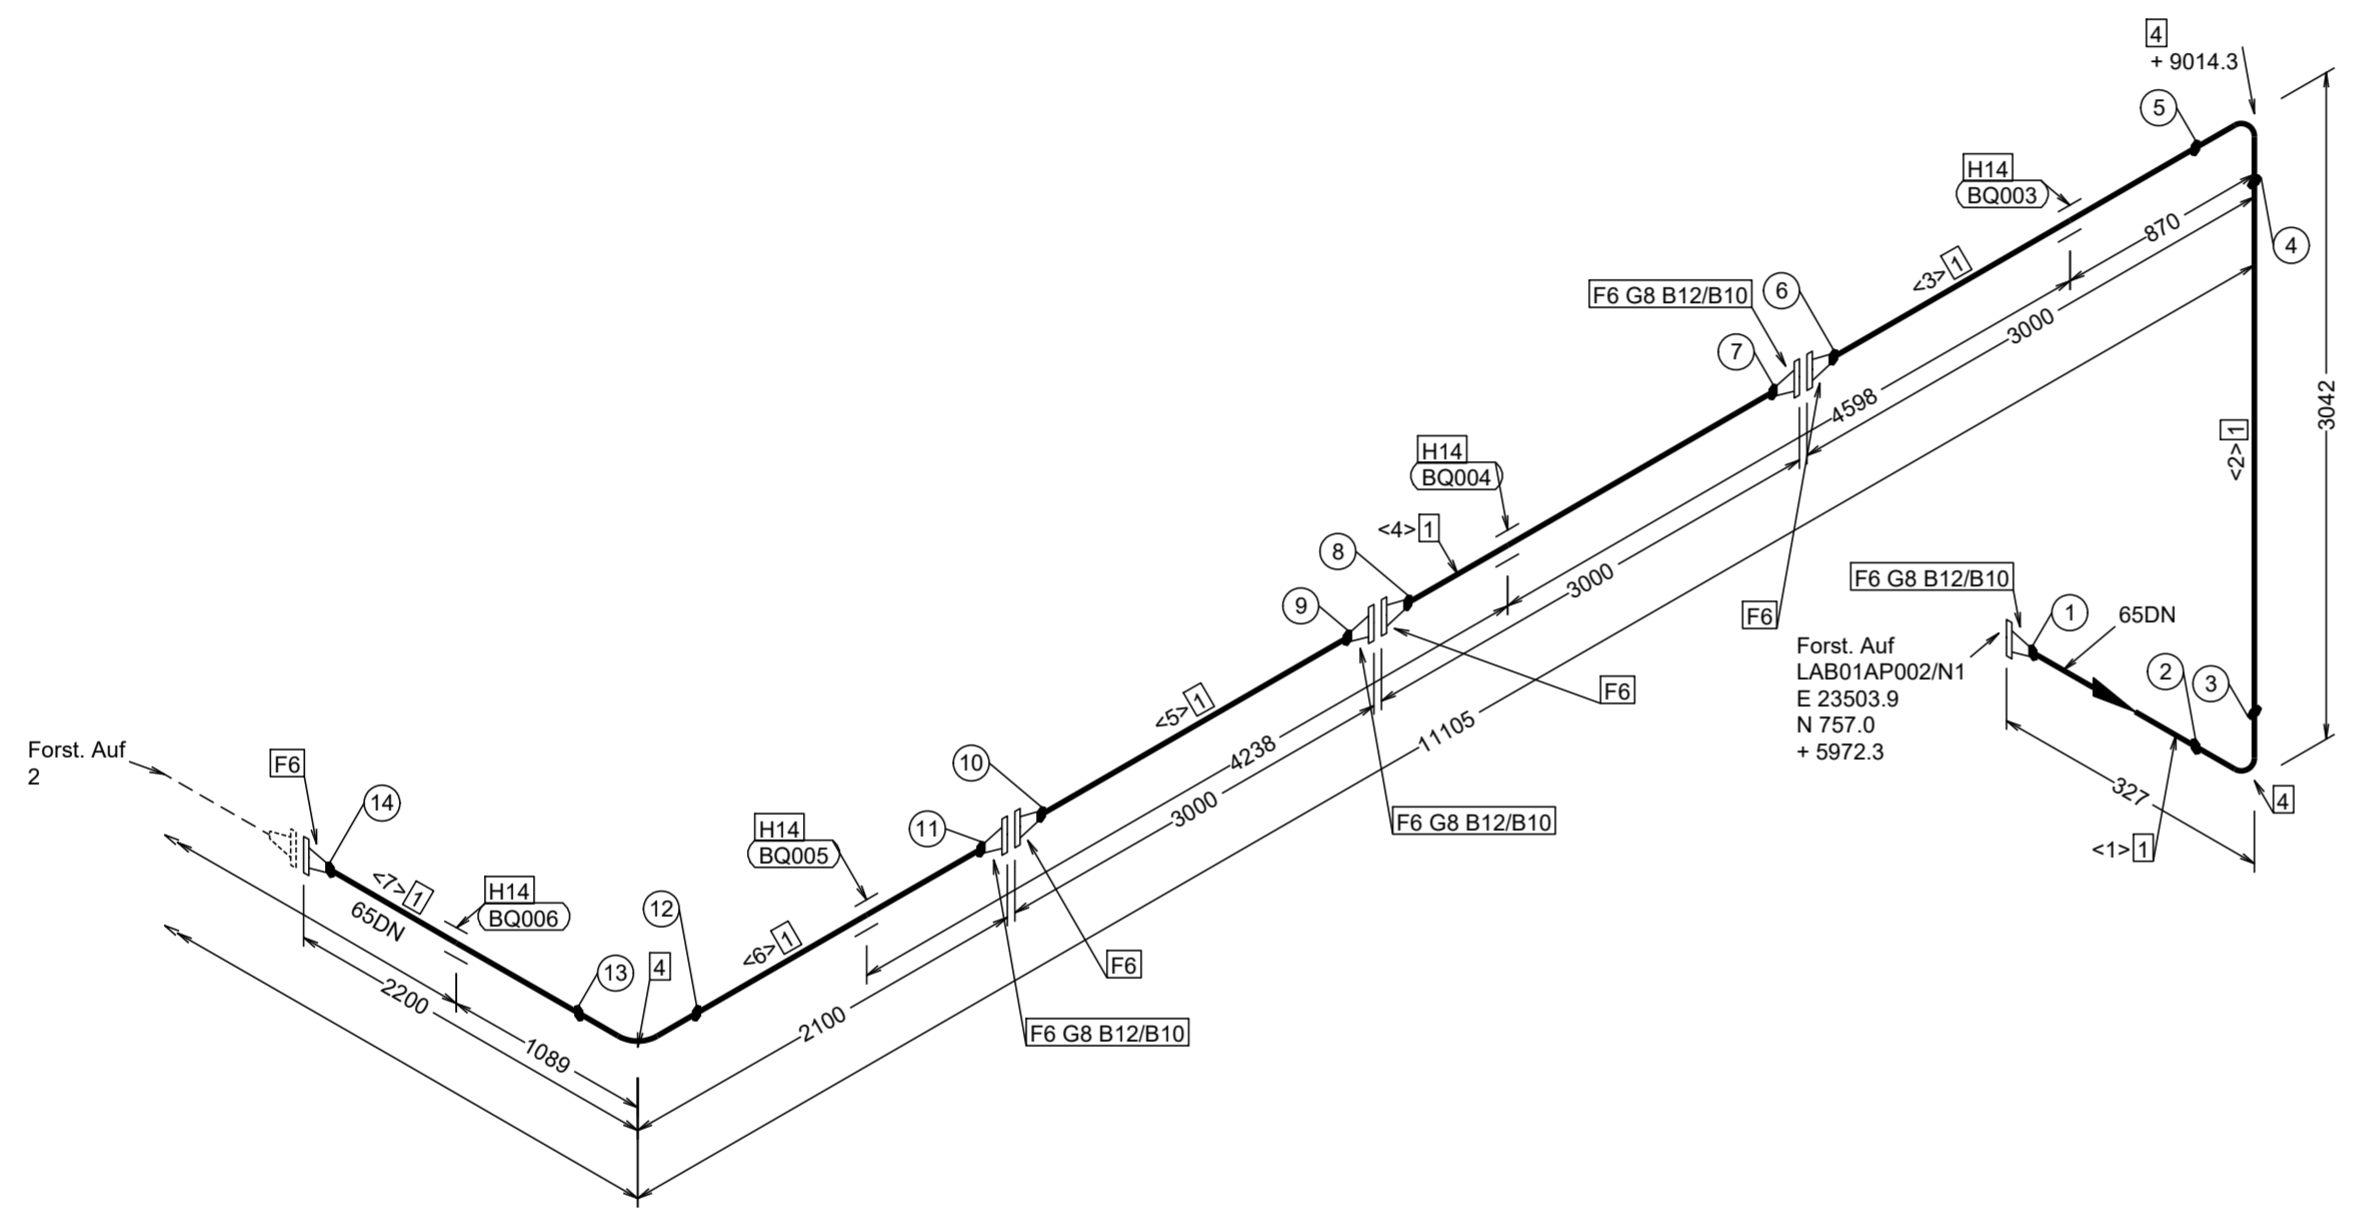 4
+ 9014.3
5
H14
BQ003
870
4
<3> 1
F6 G8 B12/B10
6
3000
7
4598
3042
H14
BQ004
<2> 1
<4> 1
8
3000
F6 G8 B12/B10
9
F6
1
65DN
Forst. Auf
LAB01AP002/N1
E 23503.9
N 757.0
+ 5972.3
2
3
F6
<5> 1
11105
4238
Forst. Auf
2
F6
10
14
327
4
3000
F6 G8 B12/B10
H14
BQ005
11
<1> 1
<7> 1
65DN
H14
BQ006
12
<6> 1
F6
13
4
2200
2100
F6 G8 B12/B10
1089